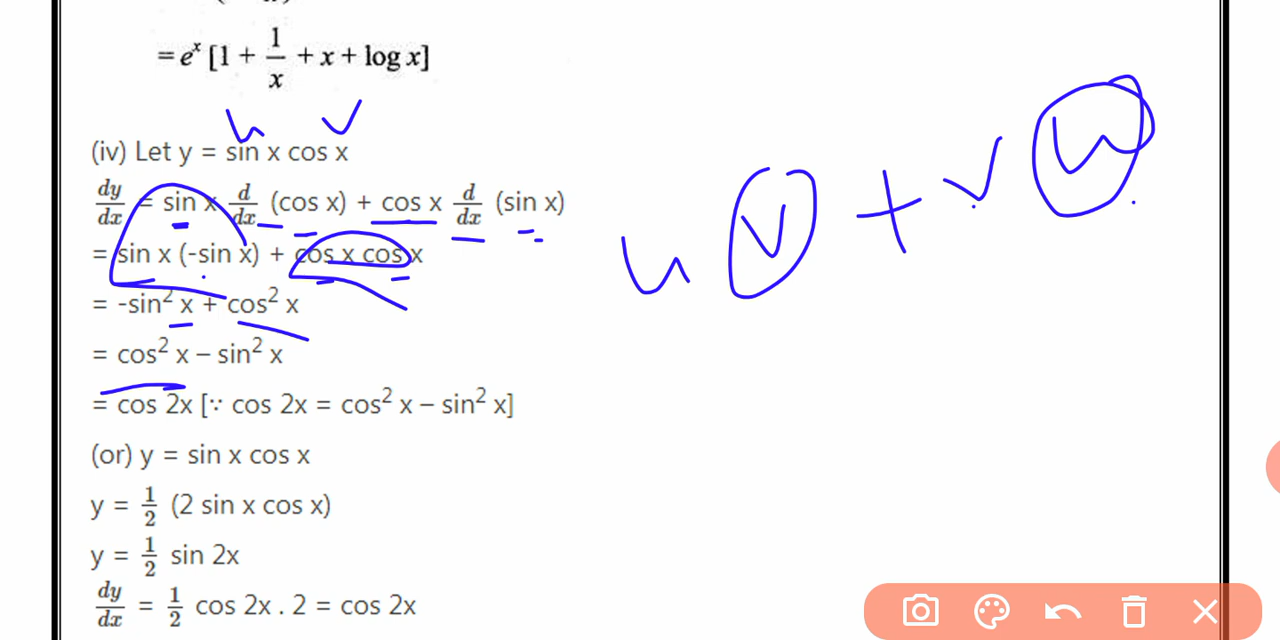 = eˣ [1 + 1/x + x + log x]
u v
(iv) Let y = sin x cos x
dy/dx = sin x d/dx (cos x) + cos x d/dx (sin x)
u v + v u
= sin x (-sin x) + cos x cos x
= -sin² x + cos² x
= cos² x – sin² x
= cos 2x [∵ cos 2x = cos² x – sin² x]
(or) y = sin x cos x
y = 1/2 (2 sin x cos x)
y = 1/2 sin 2x
dy/dx = 1/2 cos 2x . 2 = cos 2x